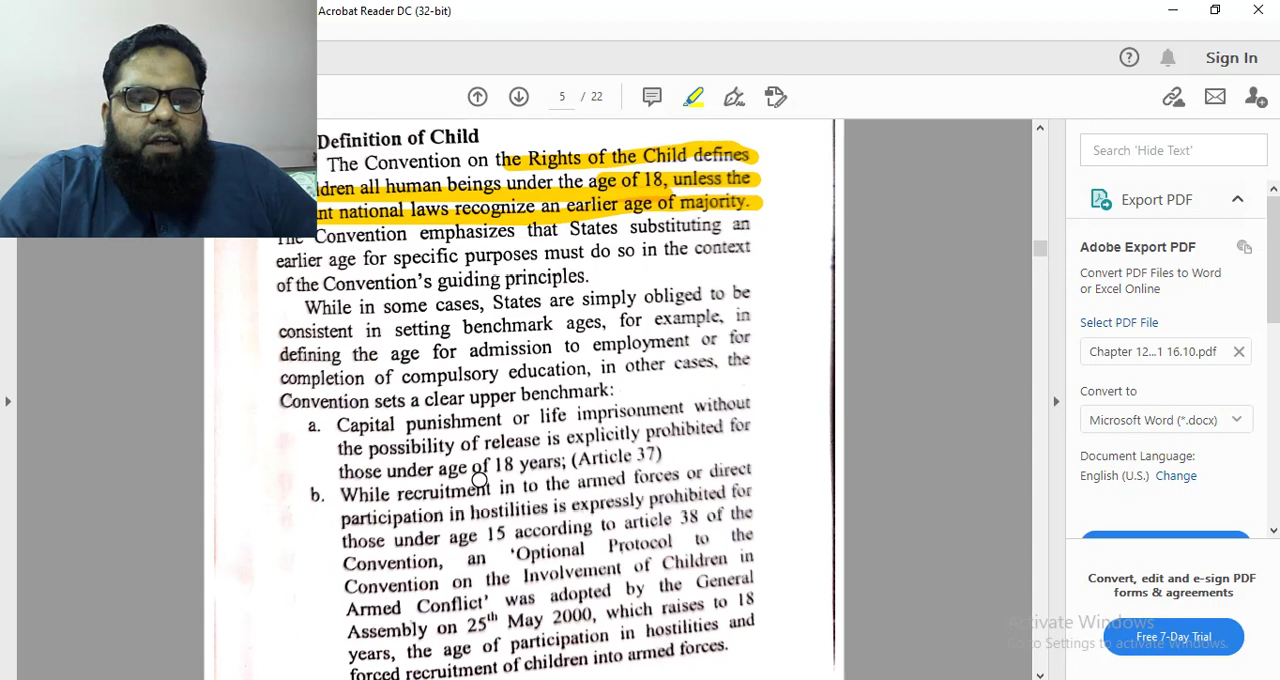 Acrobat Reader DC (32-bit)
Sign In
5 / 22
Definition of Child
The Convention on the Rights of the Child defines
ldren all human beings under the age of 18, unless the
nt national laws recognize an earlier age of majority.
The Convention emphasizes that States substituting an
earlier age for specific purposes must do so in the context
of the Convention's guiding principles.
While in some cases, States are simply obliged to be
consistent in setting benchmark ages, for example, in
defining the age for admission to employment or for
completion of compulsory education, in other cases, the
Convention sets a clear upper benchmark:
a. Capital punishment or life imprisonment without
the possibility of release is explicitly prohibited for
those under age of 18 years; (Article 37)
b. While recruitment in to the armed forces or direct
participation in hostilities is expressly prohibited for
those under age 15 according to article 38 of the
Convention, an 'Optional Protocol to the
Convention on the Involvement of Children in
Armed Conflict' was adopted by the General
Assembly on 25th May 2000, which raises to 18
years, the age of participation in hostilities and
forced recruitment of children into armed forces.
Search 'Hide Text'
Export PDF
Adobe Export PDF
Convert PDF Files to Word
or Excel Online
Select PDF File
Chapter 12...1 16.10.pdf
Convert to
Microsoft Word (*.docx)
Document Language:
English (U.S.) Change
Convert, edit and e-sign PDF
forms & agreements
Activate Windows
Go to Settings to activate Windows.
Free 7-Day Trial